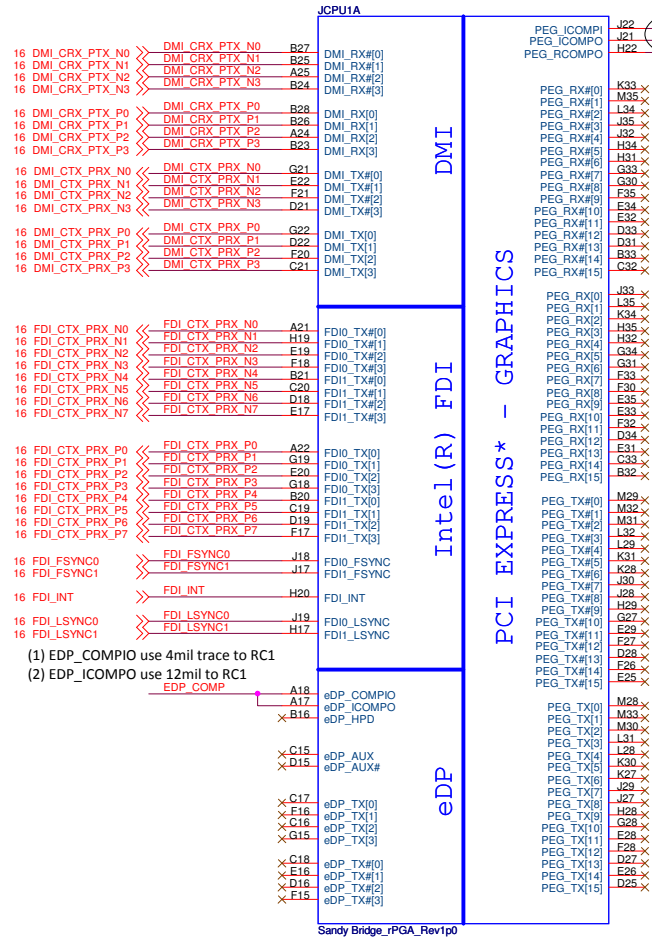 JCPU1A
16 DMI_CRX_PTX_N0 DMI_CRX_PTX_N0 B27 DMI_RX#[0]
16 DMI_CRX_PTX_N1 DMI_CRX_PTX_N1 B25 DMI_RX#[1]
16 DMI_CRX_PTX_N2 DMI_CRX_PTX_N2 A25 DMI_RX#[2]
16 DMI_CRX_PTX_N3 DMI_CRX_PTX_N3 B24 DMI_RX#[3]
16 DMI_CRX_PTX_P0 DMI_CRX_PTX_P0 B28 DMI_RX[0]
16 DMI_CRX_PTX_P1 DMI_CRX_PTX_P1 B26 DMI_RX[1]
16 DMI_CRX_PTX_P2 DMI_CRX_PTX_P2 A24 DMI_RX[2]
16 DMI_CRX_PTX_P3 DMI_CRX_PTX_P3 B23 DMI_RX[3]
16 DMI_CTX_PRX_N0 DMI_CTX_PRX_N0 G21 DMI_TX#[0]
16 DMI_CTX_PRX_N1 DMI_CTX_PRX_N1 E22 DMI_TX#[1]
16 DMI_CTX_PRX_N2 DMI_CTX_PRX_N2 F21 DMI_TX#[2]
16 DMI_CTX_PRX_N3 DMI_CTX_PRX_N3 D21 DMI_TX#[3]
16 DMI_CTX_PRX_P0 DMI_CTX_PRX_P0 G22 DMI_TX[0]
16 DMI_CTX_PRX_P1 DMI_CTX_PRX_P1 D22 DMI_TX[1]
16 DMI_CTX_PRX_P2 DMI_CTX_PRX_P2 F20 DMI_TX[2]
16 DMI_CTX_PRX_P3 DMI_CTX_PRX_P3 C21 DMI_TX[3]
DMI
16 FDI_CTX_PRX_N0 FDI_CTX_PRX_N0 A21 FDI0_TX#[0]
16 FDI_CTX_PRX_N1 FDI_CTX_PRX_N1 H19 FDI0_TX#[1]
16 FDI_CTX_PRX_N2 FDI_CTX_PRX_N2 E19 FDI0_TX#[2]
16 FDI_CTX_PRX_N3 FDI_CTX_PRX_N3 F18 FDI0_TX#[3]
16 FDI_CTX_PRX_N4 FDI_CTX_PRX_N4 B21 FDI1_TX#[0]
16 FDI_CTX_PRX_N5 FDI_CTX_PRX_N5 C20 FDI1_TX#[1]
16 FDI_CTX_PRX_N6 FDI_CTX_PRX_N6 D18 FDI1_TX#[2]
16 FDI_CTX_PRX_N7 FDI_CTX_PRX_N7 E17 FDI1_TX#[3]
16 FDI_CTX_PRX_P0 FDI_CTX_PRX_P0 A22 FDI0_TX[0]
16 FDI_CTX_PRX_P1 FDI_CTX_PRX_P1 G19 FDI0_TX[1]
16 FDI_CTX_PRX_P2 FDI_CTX_PRX_P2 E20 FDI0_TX[2]
16 FDI_CTX_PRX_P3 FDI_CTX_PRX_P3 G18 FDI0_TX[3]
16 FDI_CTX_PRX_P4 FDI_CTX_PRX_P4 B20 FDI1_TX[0]
16 FDI_CTX_PRX_P5 FDI_CTX_PRX_P5 C19 FDI1_TX[1]
16 FDI_CTX_PRX_P6 FDI_CTX_PRX_P6 D19 FDI1_TX[2]
16 FDI_CTX_PRX_P7 FDI_CTX_PRX_P7 F17 FDI1_TX[3]
16 FDI_FSYNC0 FDI_FSYNC0 J18 FDI0_FSYNC
16 FDI_FSYNC1 FDI_FSYNC1 J17 FDI1_FSYNC
16 FDI_INT FDI_INT H20 FDI_INT
16 FDI_LSYNC0 FDI_LSYNC0 J19 FDI0_LSYNC
16 FDI_LSYNC1 FDI_LSYNC1 H17 FDI1_LSYNC
Intel(R) FDI
(1) EDP_COMPIO use 4mil trace to RC1
(2) EDP_ICOMPO use 12mil to RC1
EDP_COMP A18 eDP_COMPIO
A17 eDP_ICOMPO
B16 eDP_HPD
C15 eDP_AUX
D15 eDP_AUX#
C17 eDP_TX[0]
F16 eDP_TX[1]
C16 eDP_TX[2]
G15 eDP_TX[3]
C18 eDP_TX#[0]
E16 eDP_TX#[1]
D16 eDP_TX#[2]
F15 eDP_TX#[3]
eDP
PCI EXPRESS* - GRAPHICS
PEG_ICOMPI J22
PEG_ICOMPO J21
PEG_RCOMPO H22
PEG_RX#[0] K33
PEG_RX#[1] M35
PEG_RX#[2] L34
PEG_RX#[3] J35
PEG_RX#[4] J32
PEG_RX#[5] H34
PEG_RX#[6] H31
PEG_RX#[7] G33
PEG_RX#[8] G30
PEG_RX#[9] F35
PEG_RX#[10] E34
PEG_RX#[11] E32
PEG_RX#[12] D33
PEG_RX#[13] D31
PEG_RX#[14] B33
PEG_RX#[15] C32
PEG_RX[0] J33
PEG_RX[1] L35
PEG_RX[2] K34
PEG_RX[3] H35
PEG_RX[4] H32
PEG_RX[5] G34
PEG_RX[6] G31
PEG_RX[7] F33
PEG_RX[8] F30
PEG_RX[9] E35
PEG_RX[10] E33
PEG_RX[11] F32
PEG_RX[12] D34
PEG_RX[13] E31
PEG_RX[14] C33
PEG_RX[15] B32
PEG_TX#[0] M29
PEG_TX#[1] M32
PEG_TX#[2] M31
PEG_TX#[3] L32
PEG_TX#[4] L29
PEG_TX#[5] K31
PEG_TX#[6] K28
PEG_TX#[7] J30
PEG_TX#[8] J28
PEG_TX#[9] H29
PEG_TX#[10] G27
PEG_TX#[11] E29
PEG_TX#[12] F27
PEG_TX#[13] D28
PEG_TX#[14] F26
PEG_TX#[15] E25
PEG_TX[0] M28
PEG_TX[1] M33
PEG_TX[2] M30
PEG_TX[3] L31
PEG_TX[4] L28
PEG_TX[5] K30
PEG_TX[6] K27
PEG_TX[7] J29
PEG_TX[8] J27
PEG_TX[9] H28
PEG_TX[10] G28
PEG_TX[11] E28
PEG_TX[12] F28
PEG_TX[13] D27
PEG_TX[14] E26
PEG_TX[15] D25
Sandy Bridge_rPGA_Rev1p0